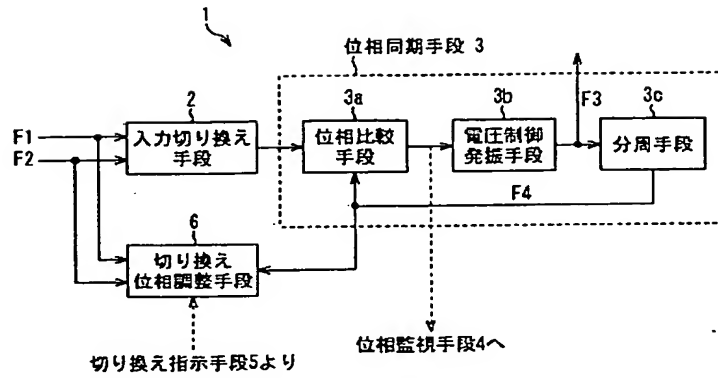 1
位相同期手段 3
2
3a
3b
F3
3c
F1
F2
入力切り換え
手段
位相比較
手段
電圧制御
発振手段
分周手段
F4
6
切り換え
位相調整手段
切り換え指示手段5より
位相監視手段4へ